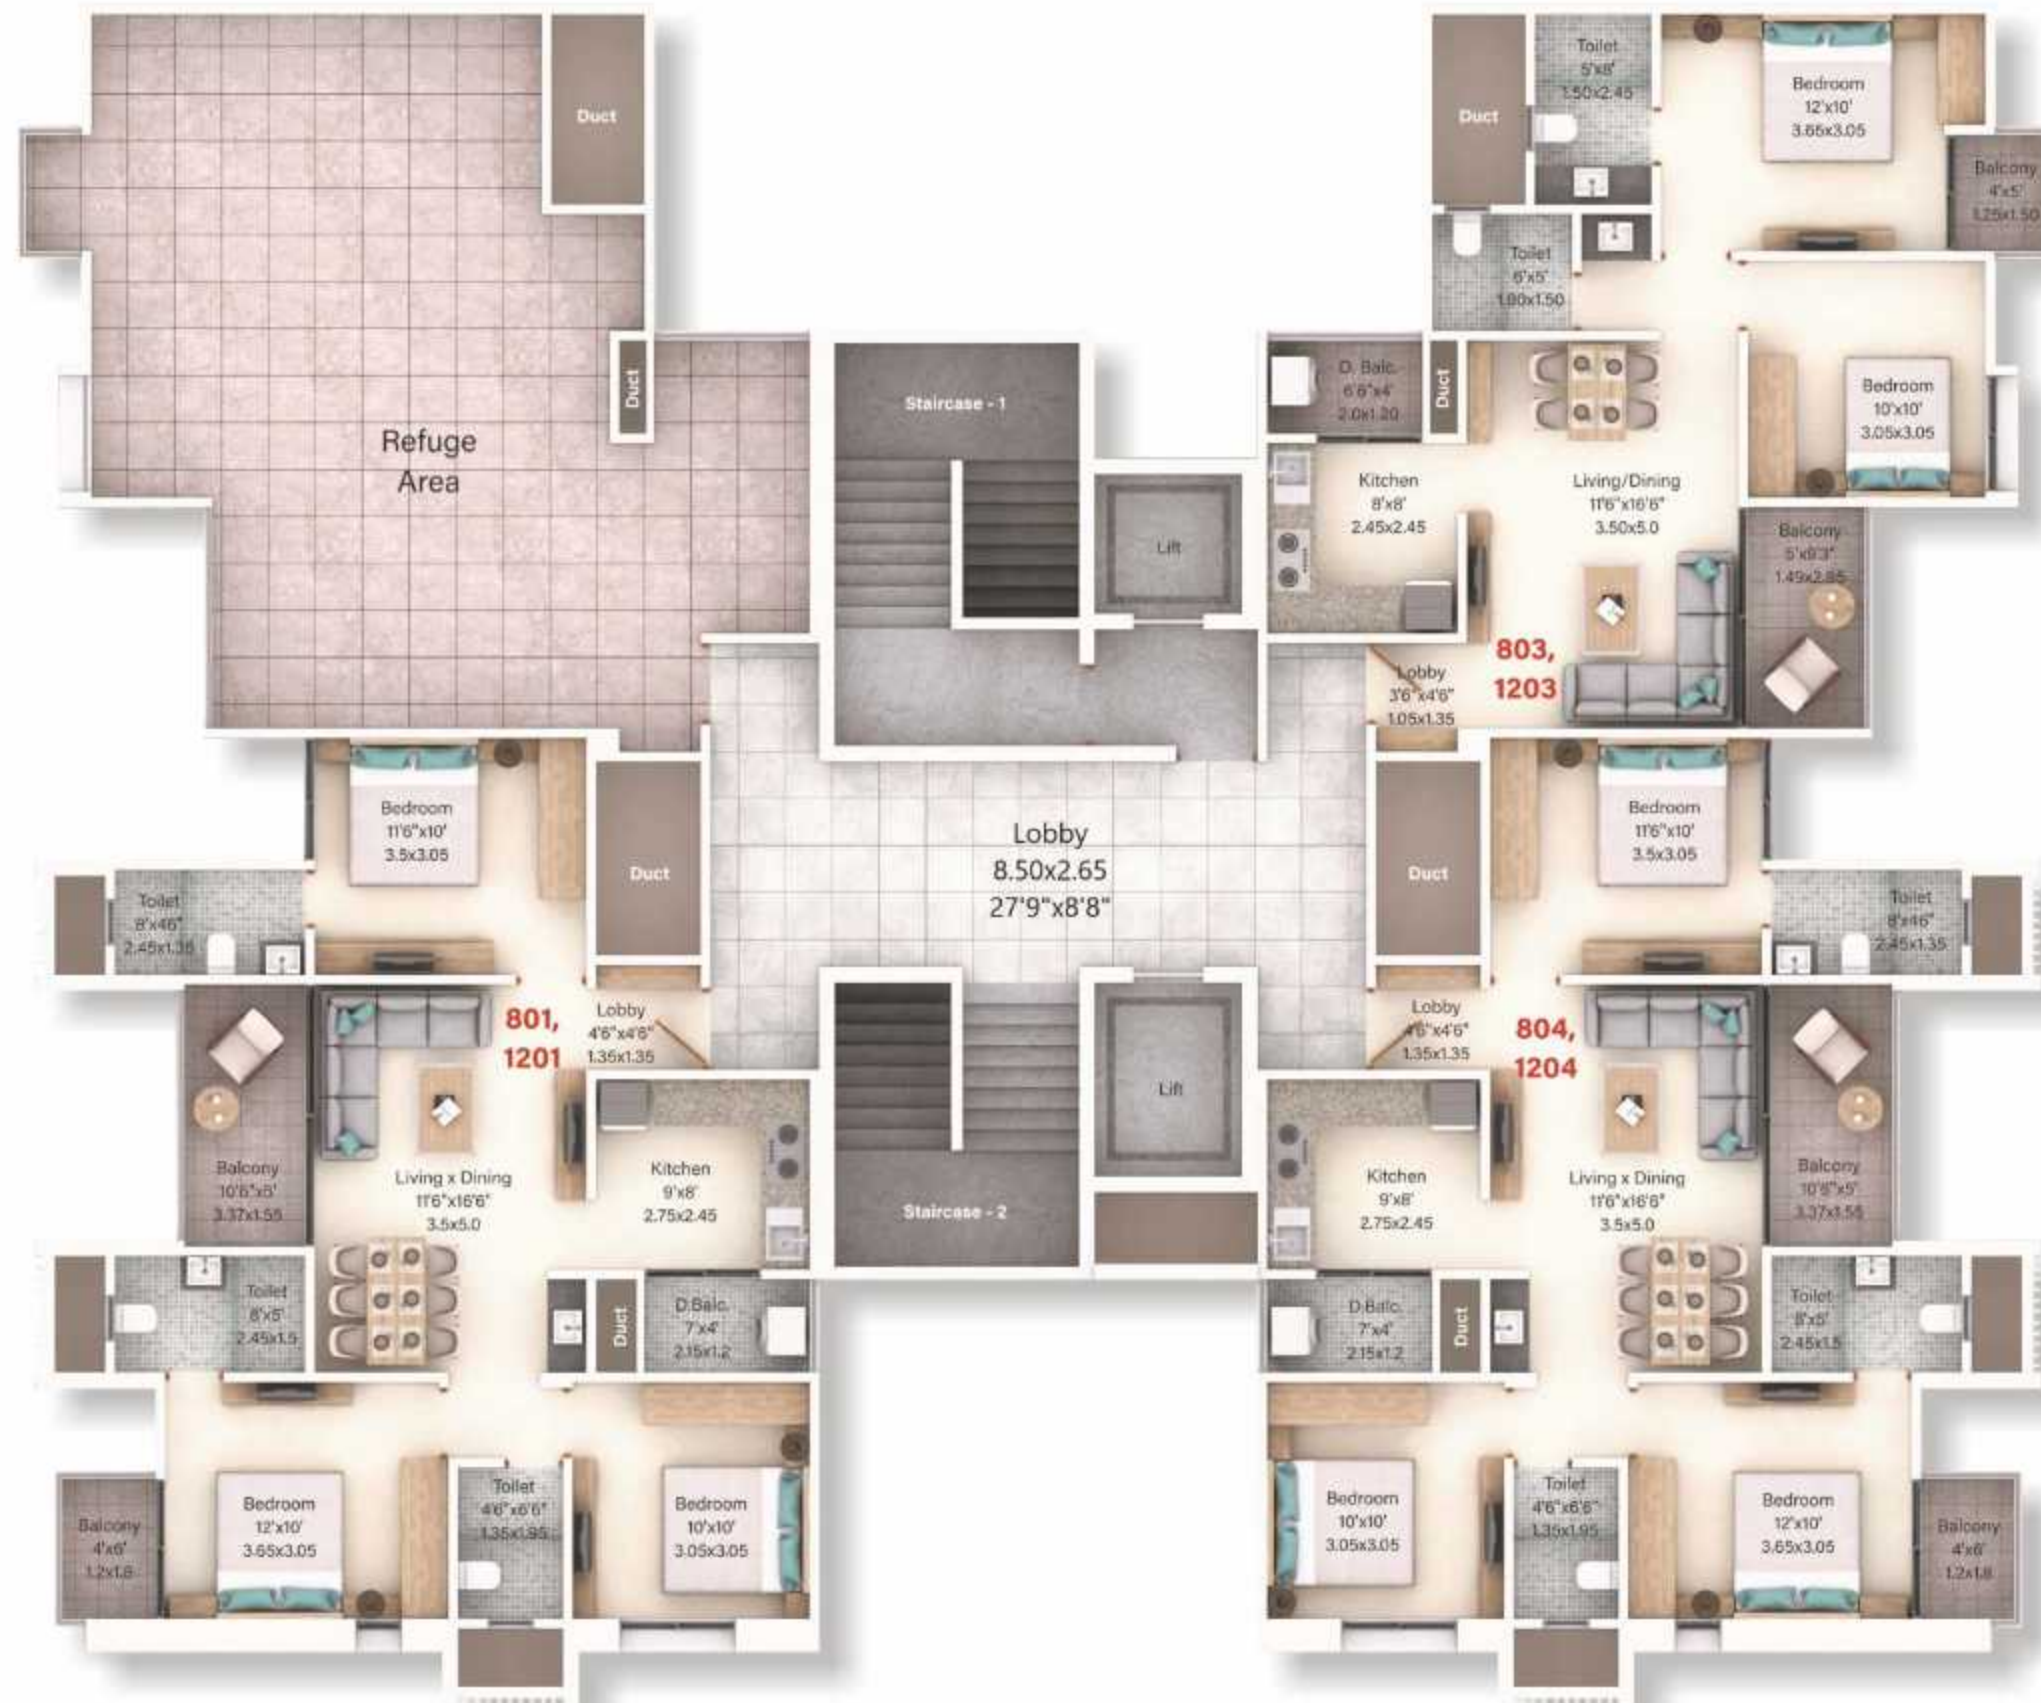 Duct
Refuge
Area
Duct
Staircase - 1
Lift
Duct
Toilet
5'x8'
1.50x2.45
Bedroom
12'x10'
3.65x3.05
Balcony
4'x5'
1.25x1.50
Toilet
6'x5'
1.80x1.50
D. Balc.
6'6"x4'
2.0x1.20
Duct
Bedroom
10'x10'
3.05x3.05
Kitchen
8'x8'
2.45x2.45
Living/Dining
11'6"x16'6"
3.50x5.0
Balcony
5'x9'3"
1.49x2.85
803,
1203
Lobby
3'6"x4'6"
1.05x1.35
Bedroom
11'6"x10'
3.5x3.05
Duct
Toilet
8'x46"
2.45x1.35
Lobby
8.50x2.65
27'9"x8'8"
Duct
Bedroom
11'6"x10'
3.5x3.05
Toilet
8'x46"
2.45x1.35
801,
1201
Lobby
4'6"x4'6"
1.35x1.35
Balcony
10'6"x5'
3.37x1.55
Living x Dining
11'6"x16'6"
3.5x5.0
Kitchen
9'x8'
2.75x2.45
Staircase - 2
Lift
Lobby
4'6"x4'6"
1.35x1.35
804,
1204
Kitchen
9'x8'
2.75x2.45
Living x Dining
11'6"x16'6"
3.5x5.0
Balcony
10'6"x5'
3.37x1.55
Toilet
8'x5'
2.45x1.5
Duct
D.Balc.
7'x4'
2.15x1.2
D.Balc.
7'x4'
2.15x1.2
Duct
Toilet
8'x5'
2.45x1.5
Balcony
4'x6'
1.2x1.8
Bedroom
12'x10'
3.65x3.05
Toilet
4'6"x6'6"
1.35x1.95
Bedroom
10'x10'
3.05x3.05
Bedroom
10'x10'
3.05x3.05
Toilet
4'6"x6'6"
1.35x1.95
Bedroom
12'x10'
3.65x3.05
Balcony
4'x6'
1.2x1.8